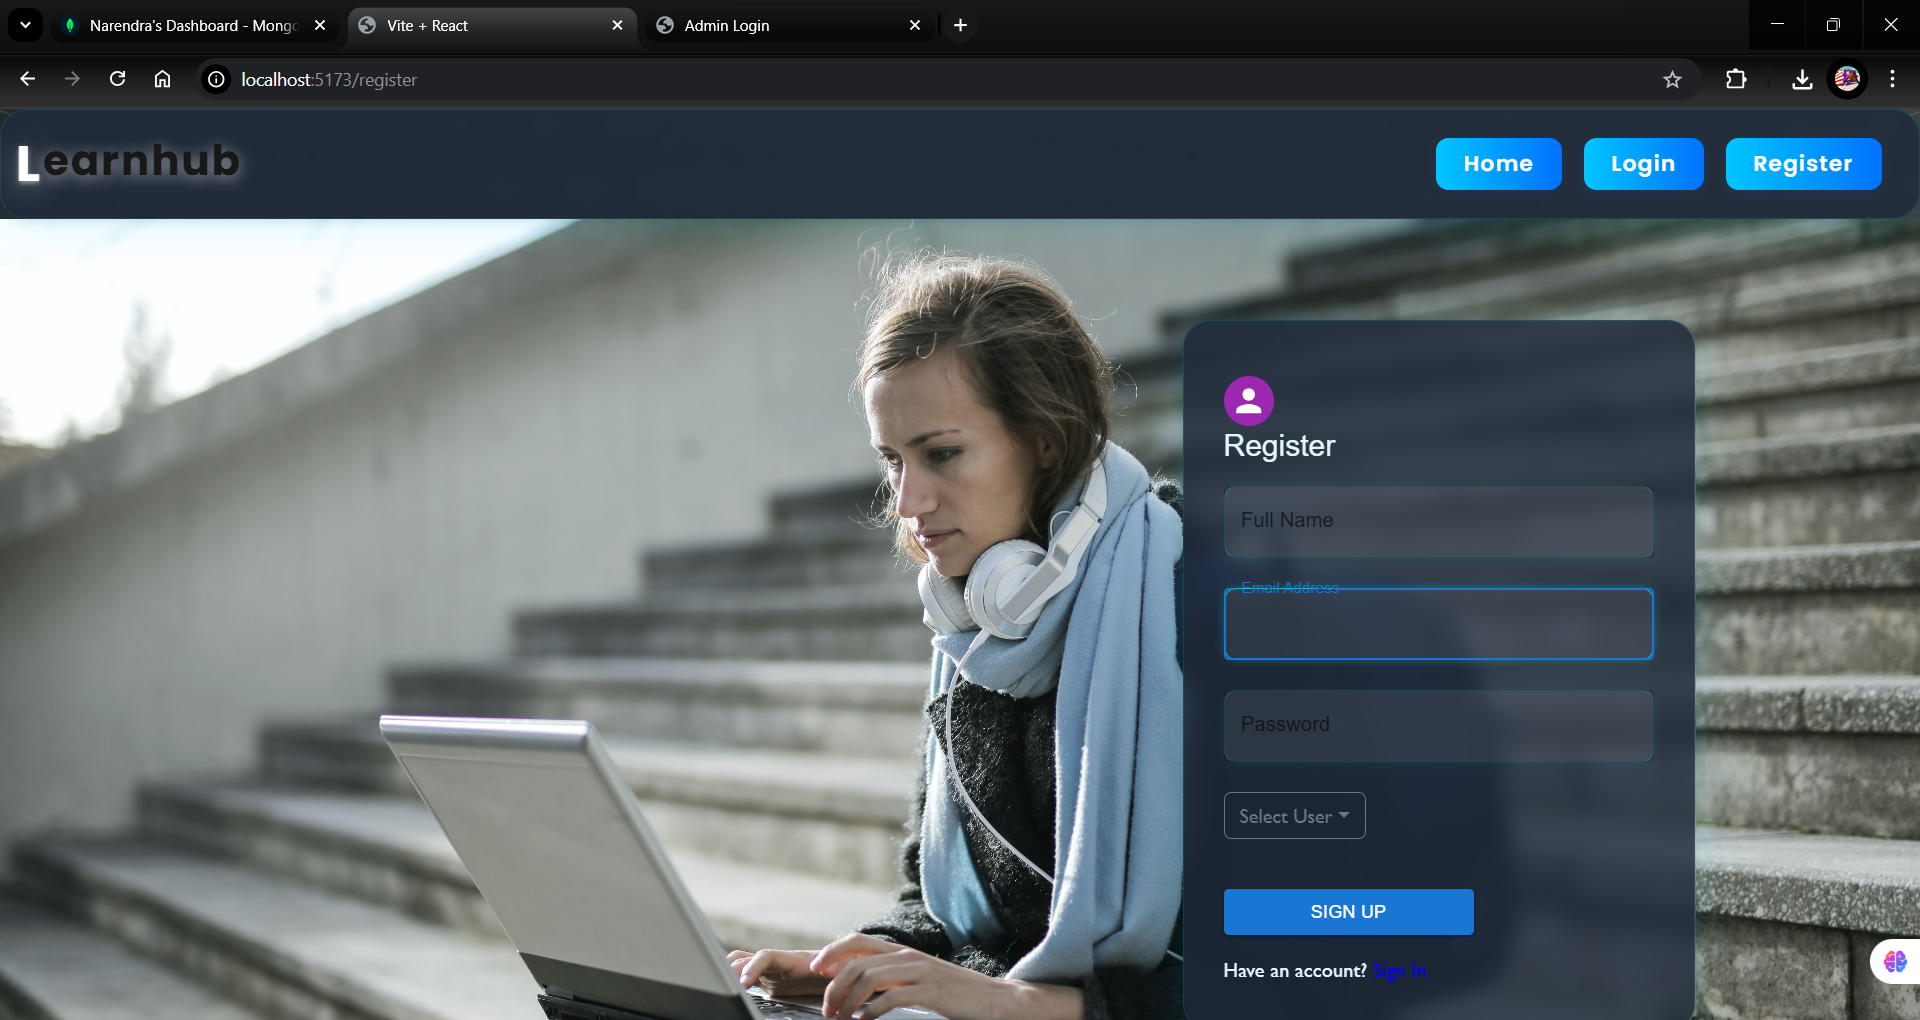 Narendra's Dashboard - Mong
Vite + React
Admin Login
localhost:5173/register
Learnhub
Home
Login
Register
Register
Full Name
Email Address
Password
Select User
SIGN UP
Have an account? Sign In